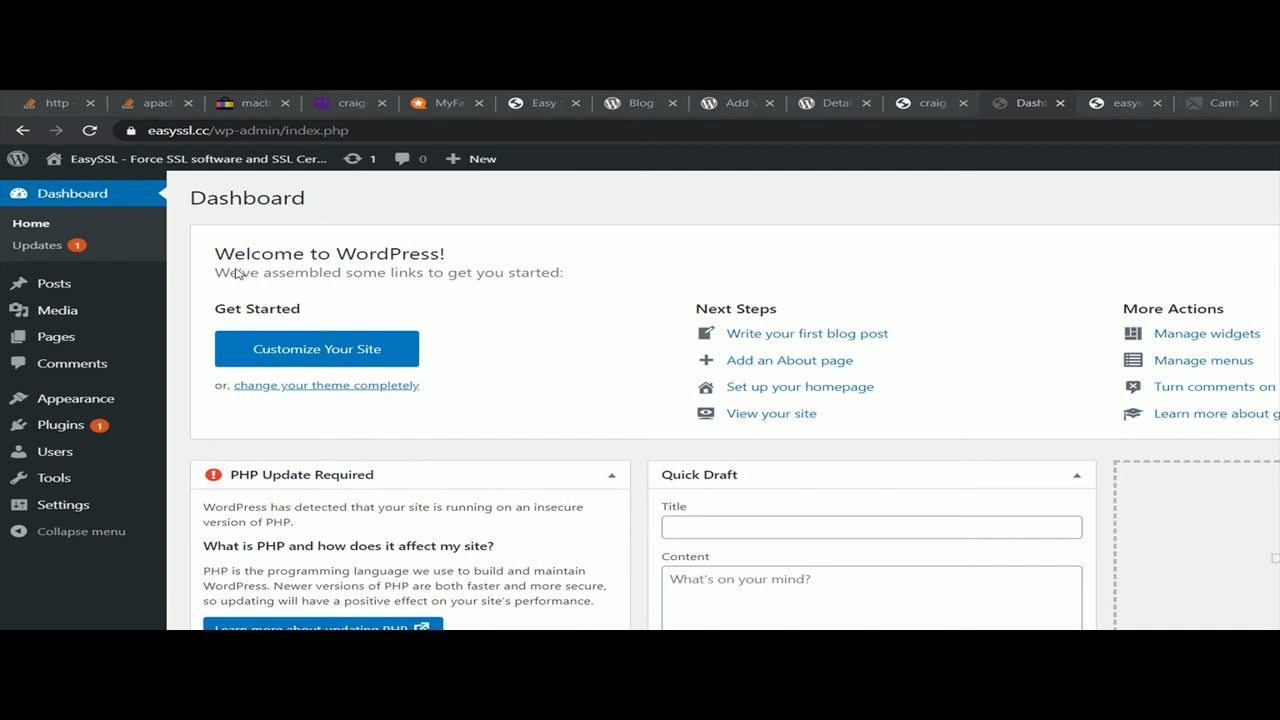 http
apach
macb
craigs
MyFa
Easy
Blog
Add y
Detai
craig
Dashl
easys
Camt
easyssl.cc/wp-admin/index.php
EasySSL - Force SSL software and SSL Cer...
1
0
New
Dashboard
Home
Updates 1
Posts
Media
Pages
Comments
Appearance
Plugins 1
Users
Tools
Settings
Collapse menu
Dashboard
Welcome to WordPress!
We've assembled some links to get you started:
Get Started
Customize Your Site
or, change your theme completely
Next Steps
Write your first blog post
Add an About page
Set up your homepage
View your site
More Actions
Manage widgets
Manage menus
Turn comments on
Learn more about g
PHP Update Required
WordPress has detected that your site is running on an insecure
version of PHP.
What is PHP and how does it affect my site?
PHP is the programming language we use to build and maintain
WordPress. Newer versions of PHP are both faster and more secure,
so updating will have a positive effect on your site's performance.
Learn more about updating PHP
Quick Draft
Title
Content
What's on your mind?